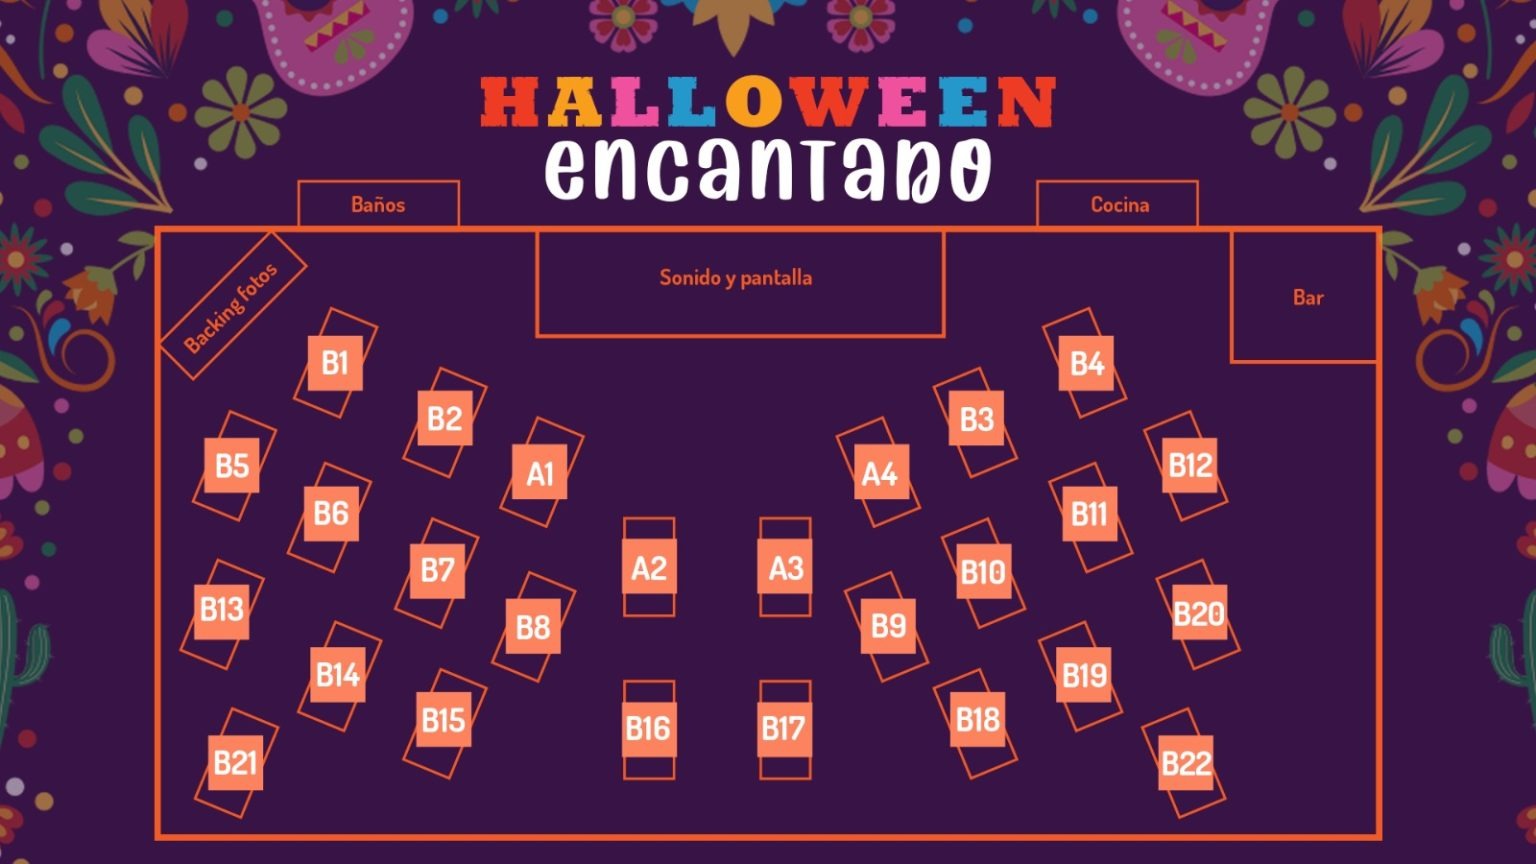 HALLOWEEN
encantado
Baños
Cocina
Backing fotos
Sonido y pantalla
Bar
B1
B4
B2
B3
A1
A4
B5
B12
B6
B11
B7
A2
A3
B10
B13
B8
B9
B20
B14
B19
B15
B16
B17
B18
B21
B22